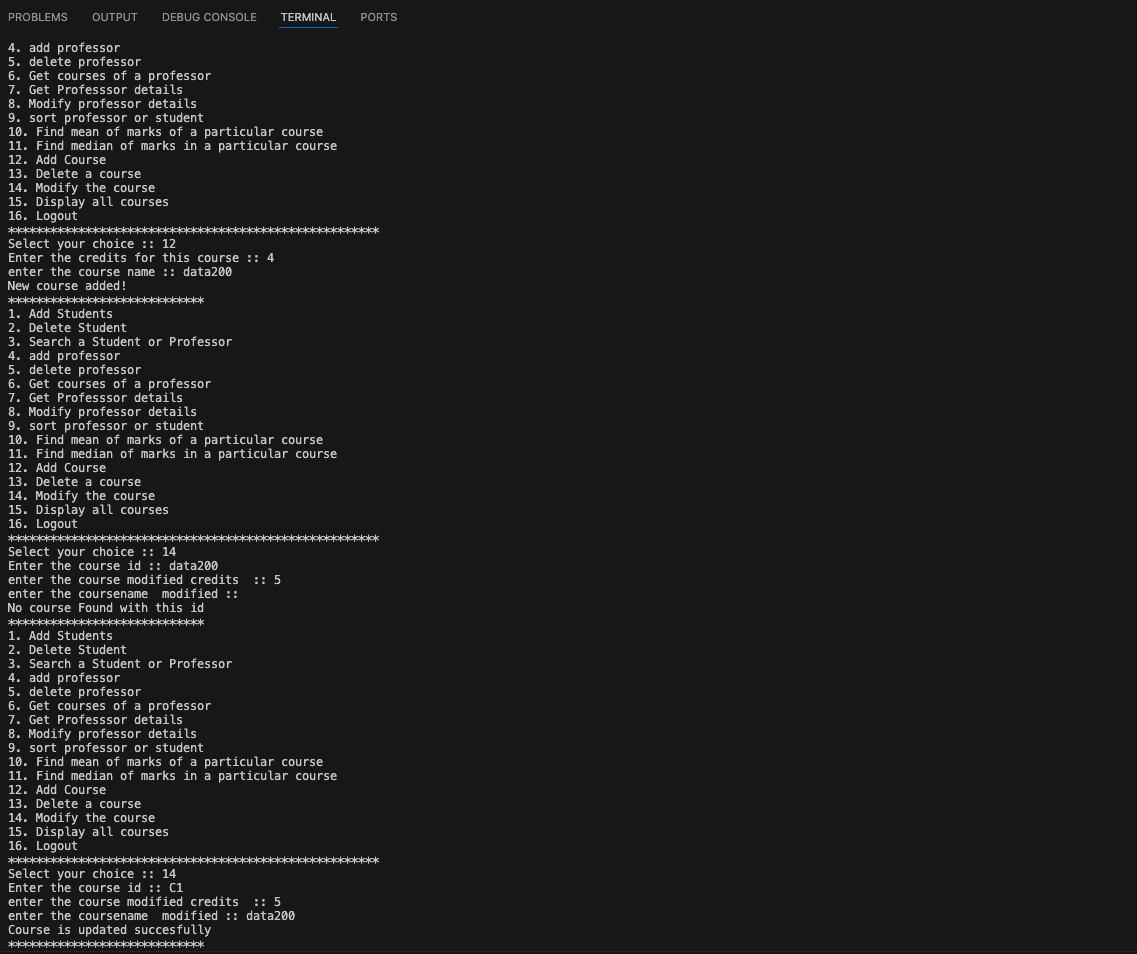 PROBLEMS OUTPUT DEBUG CONSOLE TERMINAL PORTS
4. add professor
5. delete professor
6. Get courses of a professor
7. Get Professsor details
8. Modify professor details
9. sort professor or student
10. Find mean of marks of a particular course
11. Find median of marks in a particular course
12. Add Course
13. Delete a course
14. Modify the course
15. Display all courses
16. Logout
*****************************************************
Select your choice :: 12
Enter the credits for this course :: 4
enter the course name :: data200
New course added!
****************************
1. Add Students
2. Delete Student
3. Search a Student or Professor
4. add professor
5. delete professor
6. Get courses of a professor
7. Get Professsor details
8. Modify professor details
9. sort professor or student
10. Find mean of marks of a particular course
11. Find median of marks in a particular course
12. Add Course
13. Delete a course
14. Modify the course
15. Display all courses
16. Logout
*****************************************************
Select your choice :: 14
Enter the course id :: data200
enter the course modified credits  :: 5
enter the coursename  modified ::
No course Found with this id
****************************
1. Add Students
2. Delete Student
3. Search a Student or Professor
4. add professor
5. delete professor
6. Get courses of a professor
7. Get Professsor details
8. Modify professor details
9. sort professor or student
10. Find mean of marks of a particular course
11. Find median of marks in a particular course
12. Add Course
13. Delete a course
14. Modify the course
15. Display all courses
16. Logout
*****************************************************
Select your choice :: 14
Enter the course id :: C1
enter the course modified credits  :: 5
enter the coursename  modified :: data200
Course is updated succesfully
****************************